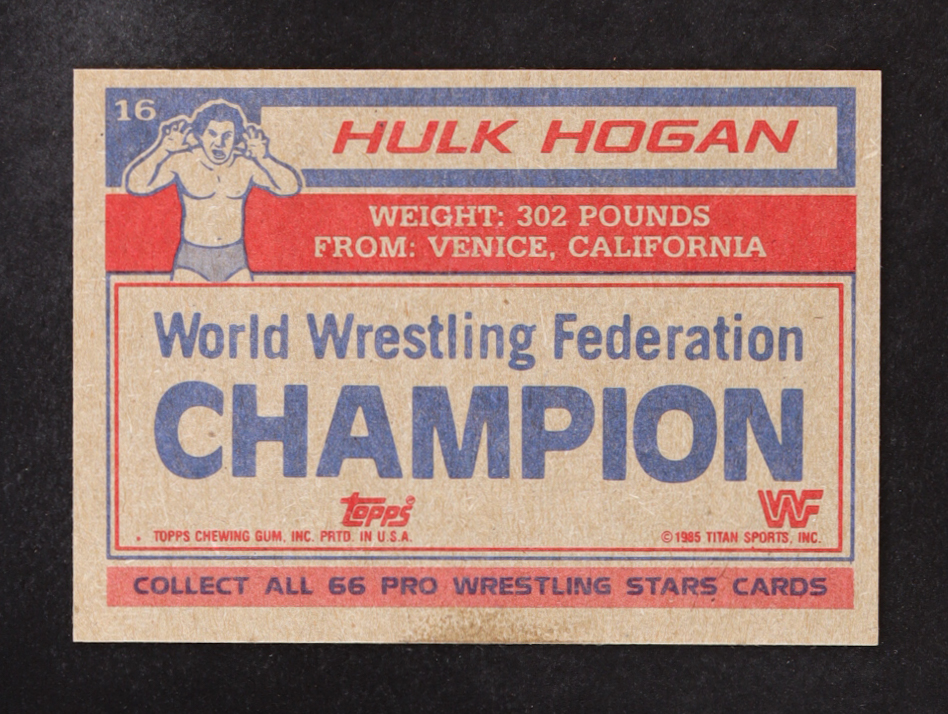 16
HULK HOGAN
WEIGHT: 302 POUNDS
FROM: VENICE, CALIFORNIA
World Wrestling Federation
CHAMPION
topps®
WF
TOPPS CHEWING GUM, INC. PRTD. IN U.S.A.
©1985 TITAN SPORTS, INC.
COLLECT ALL 66 PRO WRESTLING STARS CARDS